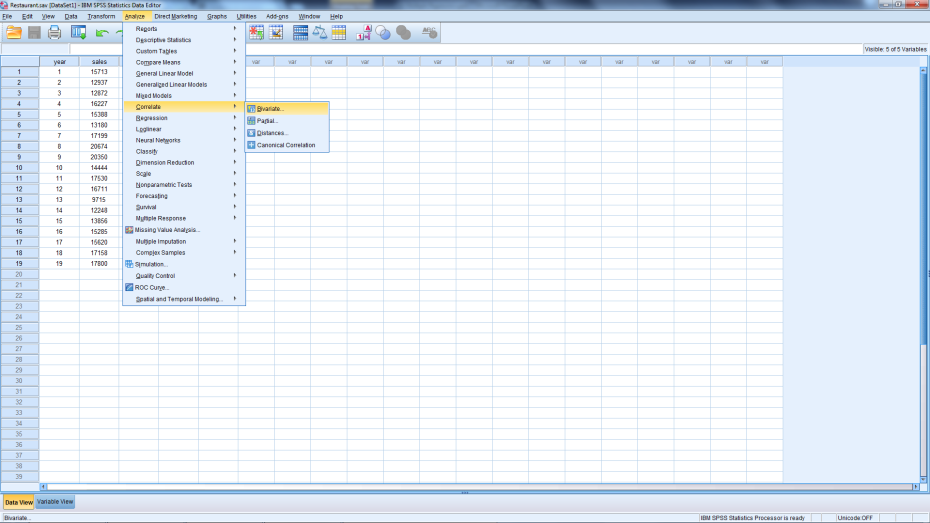 Restaurant.sav [DataSet1] - IBM SPSS Statistics Data Editor
File Edit View Data Transform Analyze Direct Marketing Graphs Utilities Add-ons Window Help
Visible: 5 of 5 Variables
year sales var var var var var var var var var var var var var var
Reports
Descriptive Statistics
Custom Tables
Compare Means
General Linear Model
Generalized Linear Models
Mixed Models
Correlate
Regression
Loglinear
Neural Networks
Classify
Dimension Reduction
Scale
Nonparametric Tests
Forecasting
Survival
Multiple Response
Missing Value Analysis...
Multiple Imputation
Complex Samples
Simulation...
Quality Control
ROC Curve...
Spatial and Temporal Modeling...
Bivariate...
Partial...
Distances...
Canonical Correlation
1 1 15713
2 2 12937
3 3 12872
4 4 16227
5 5 15388
6 6 13180
7 7 17199
8 8 20674
9 9 20350
10 10 14444
11 11 17530
12 12 16711
13 13 9715
14 14 12248
15 15 13856
16 16 15285
17 17 15620
18 18 17158
19 19 17800
20
21
22
23
24
25
26
27
28
29
30
31
32
33
34
35
36
37
38
39
Data View Variable View
Bivariate... IBM SPSS Statistics Processor is ready Unicode:OFF